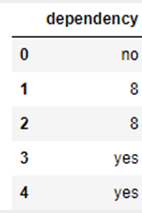 dependency
0 no
1 8
2 8
3 yes
4 yes